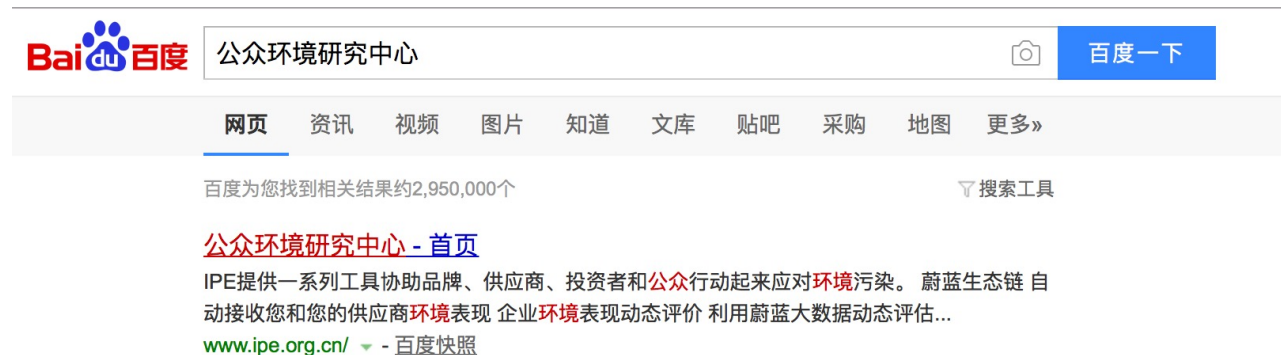 Baidu百度 公众环境研究中心 百度一下
网页 资讯 视频 图片 知道 文库 贴吧 采购 地图 更多»
百度为您找到相关结果约2,950,000个 搜索工具
公众环境研究中心 - 首页
IPE提供一系列工具协助品牌、供应商、投资者和公众行动起来应对环境污染。 蔚蓝生态链 自
动接收您和您的供应商环境表现 企业环境表现动态评价 利用蔚蓝大数据动态评估...
www.ipe.org.cn/ - 百度快照